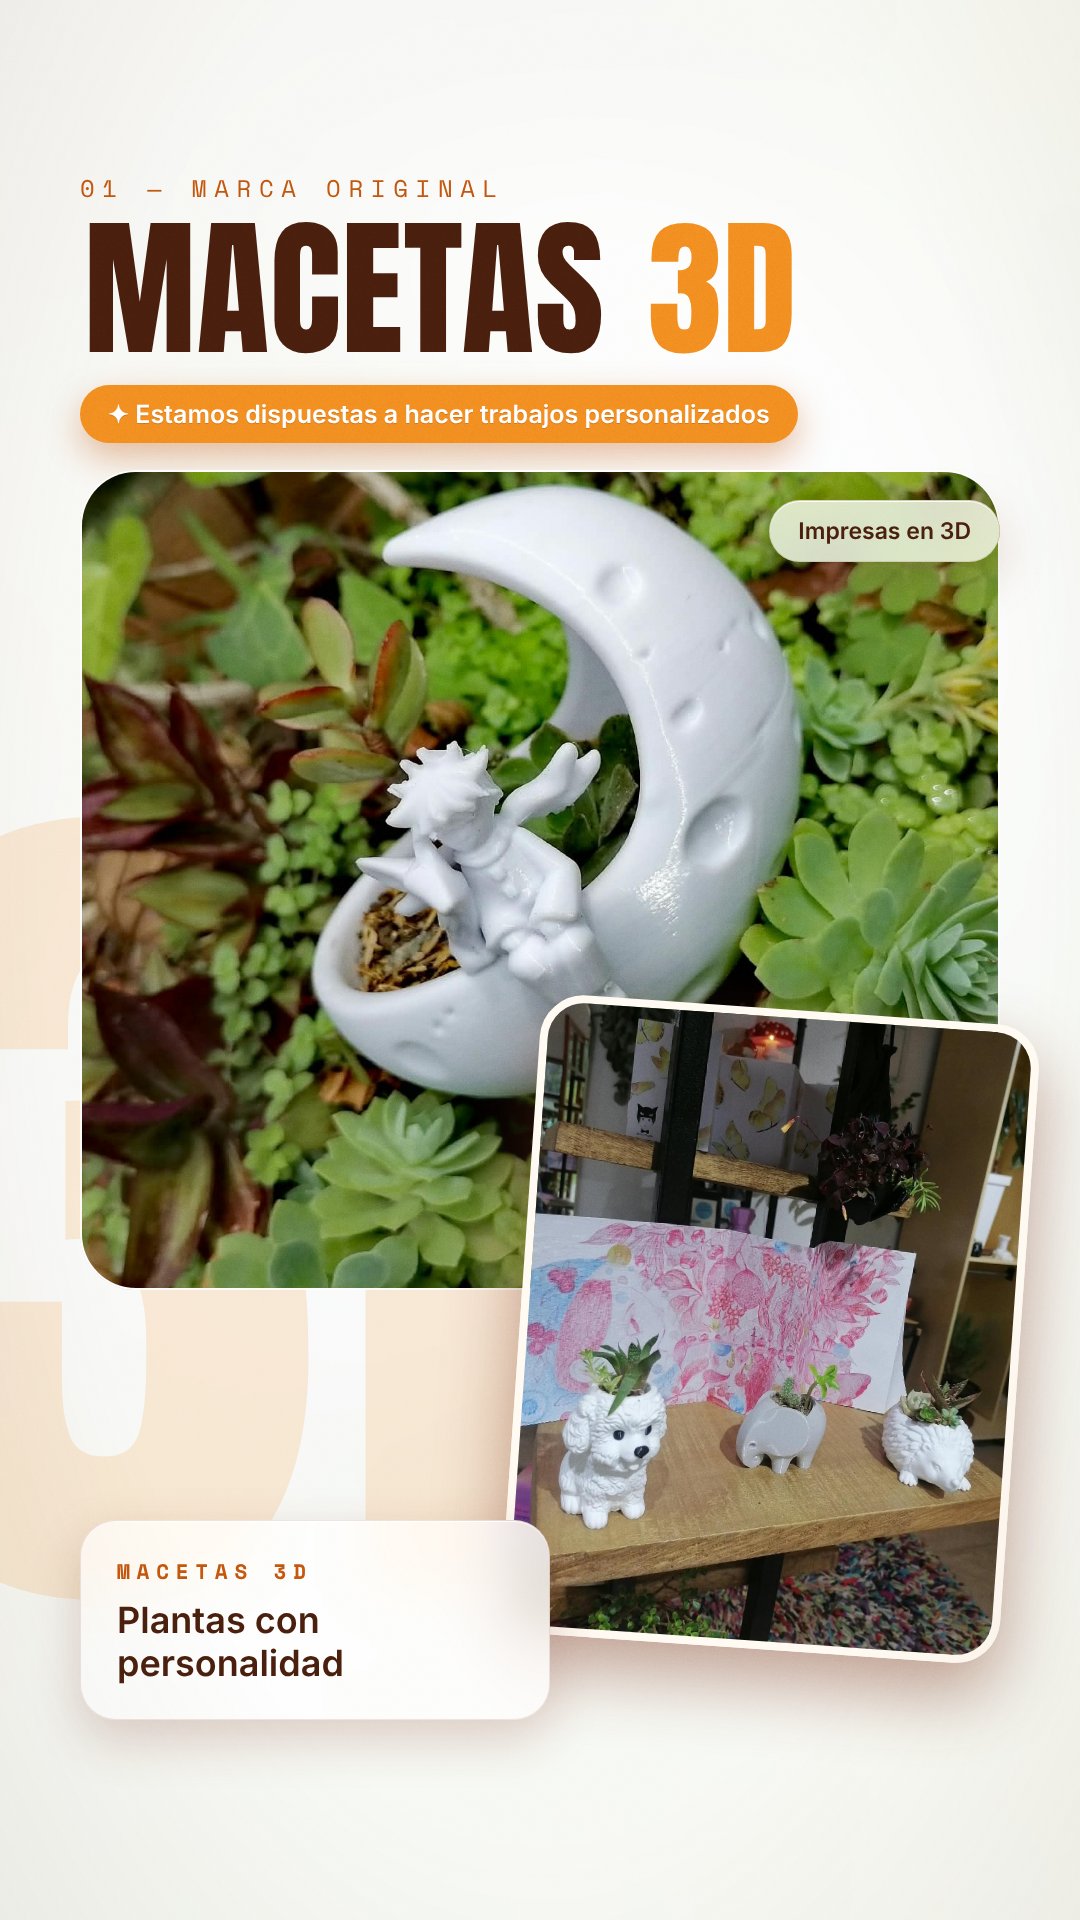 01 — MARCA ORIGINAL
MACETAS 3D
✦ Estamos dispuestas a hacer trabajos personalizados
Impresas en 3D
MACETAS 3D
Plantas con
personalidad